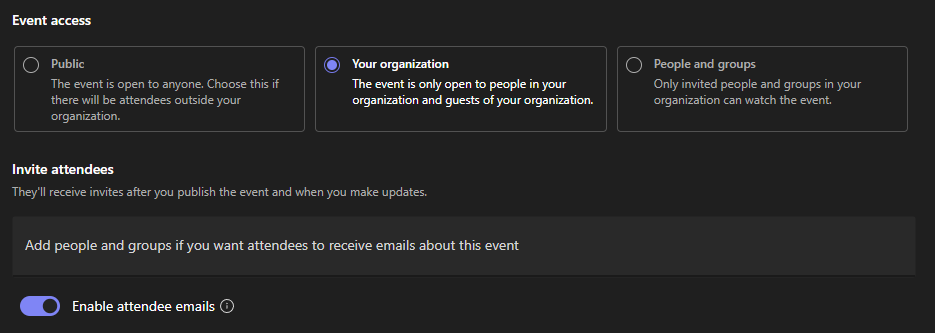 Event access
Public
The event is open to anyone. Choose this if
there will be attendees outside your
organization.
Your organization
The event is only open to people in your
organization and guests of your organization.
People and groups
Only invited people and groups in your
organization can watch the event.
Invite attendees
They'll receive invites after you publish the event and when you make updates.
Add people and groups if you want attendees to receive emails about this event
Enable attendee emails